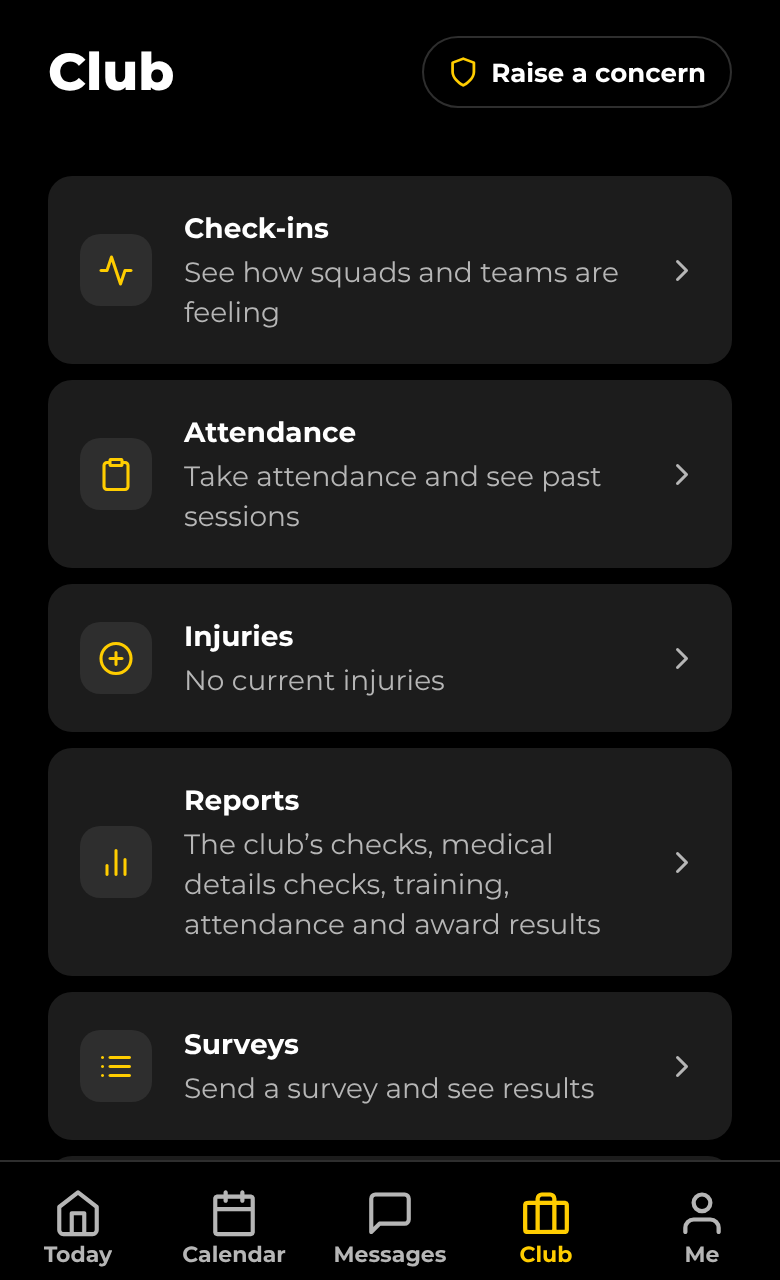 Club
Raise a concern
Check-ins
See how squads and teams are
feeling
Attendance
Take attendance and see past
sessions
Injuries
No current injuries
Reports
The club’s checks, medical
details checks, training,
attendance and award results
Surveys
Send a survey and see results
Today
Calendar
Messages
Club
Me